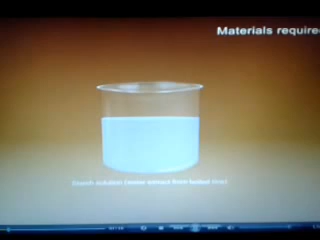 Materials require
Starch solution (water extract from boiled rice)